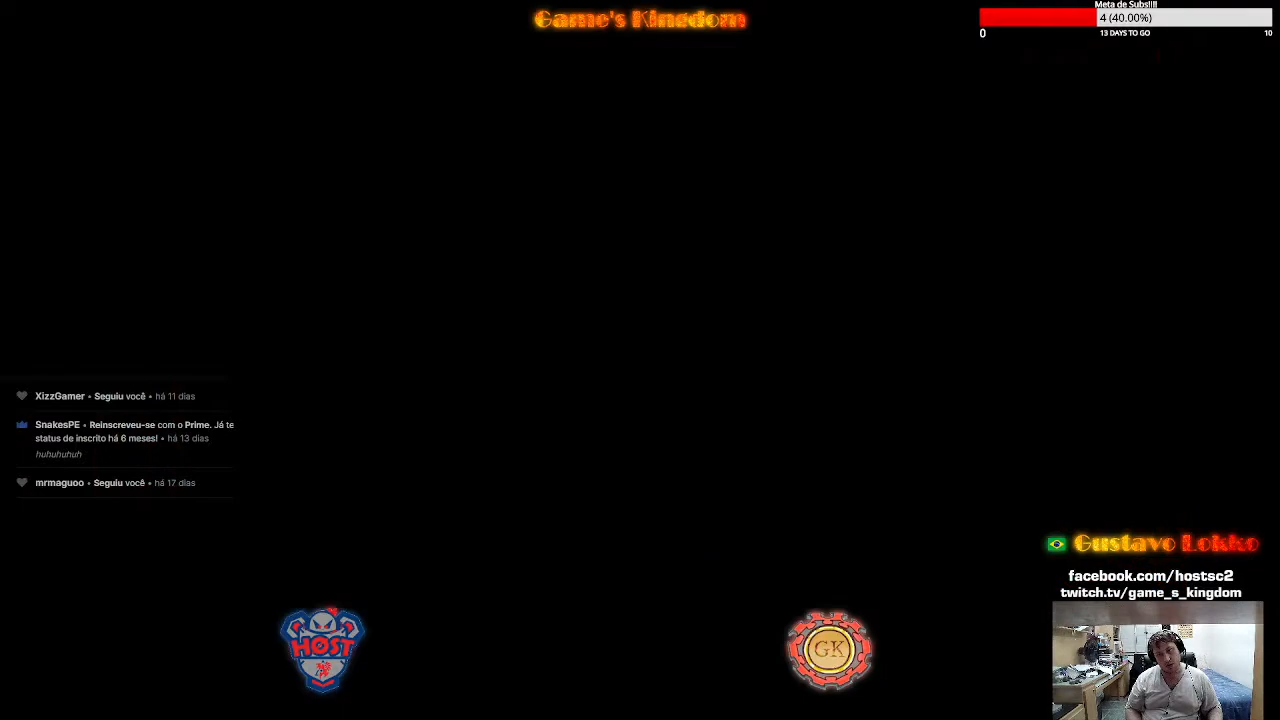 Game's Kingdom
Meta de Subs!!!!
4 (40.00%)
0
13 DAYS TO GO
10
XizzGamer • Seguiu você • há 11 dias
SnakesPE • Reinscreveu-se com o Prime. Já te
status de inscrito há 6 meses! • há 13 dias
huhuhuhuh
mrmaguoo • Seguiu você • há 17 dias
Gustavo Lokko
facebook.com/hostsc2
twitch.tv/game_s_kingdom
HOST
GK